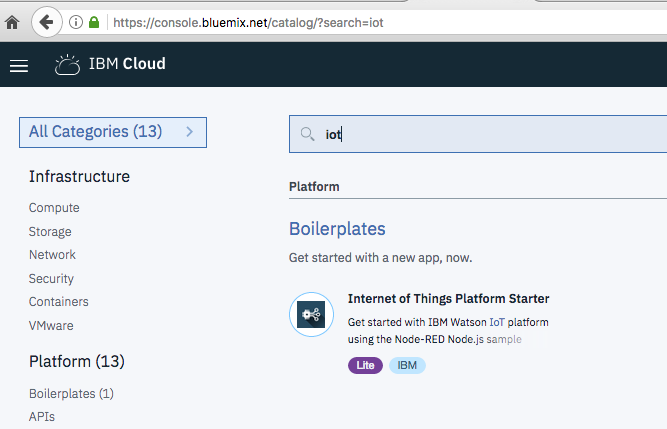 https://console.bluemix.net/catalog/?search=iot
IBM Cloud
All Categories (13)
iot
Infrastructure
Compute
Storage
Network
Security
Containers
VMware
Platform (13)
Boilerplates (1)
APIs
Platform
Boilerplates
Get started with a new app, now.
Internet of Things Platform Starter
Get started with IBM Watson IoT platform
using the Node-RED Node.js sample
Lite IBM